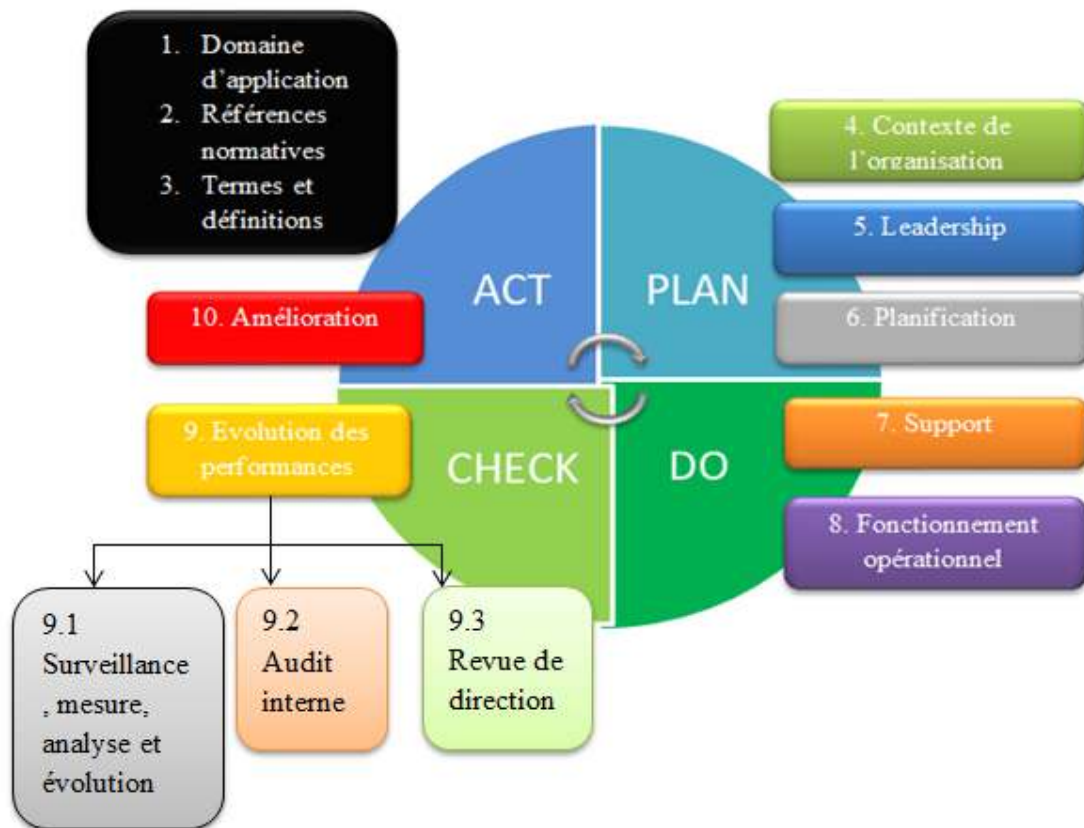 1. Domaine
d'application
2. Références
normatives
3. Termes et
définitions
4. Contexte de
l'organisation
5. Leadership
ACT
PLAN
10. Amélioration
6. Planification
9. Evolution des
performances
CHECK
DO
7. Support
8. Fonctionnement
opérationnel
9.1
Surveillance
, mesure,
analyse et
évolution
9.2
Audit
interne
9.3
Revue de
direction